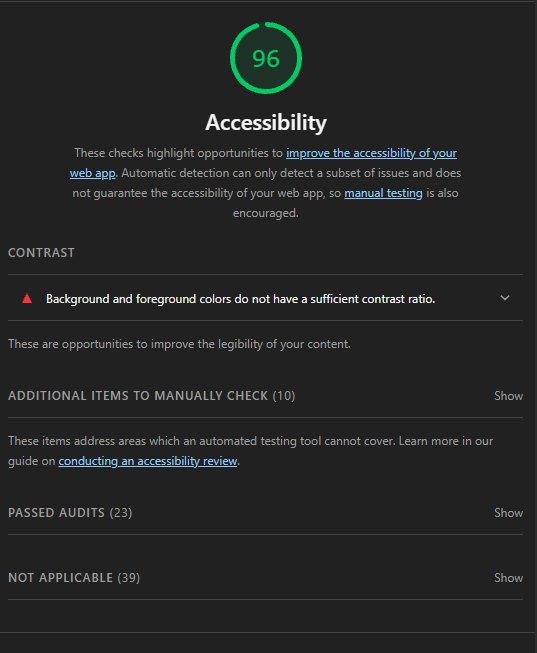 96
Accessibility
These checks highlight opportunities to improve the accessibility of your
web app. Automatic detection can only detect a subset of issues and does
not guarantee the accessibility of your web app, so manual testing is also
encouraged.
CONTRAST
Background and foreground colors do not have a sufficient contrast ratio.
These are opportunities to improve the legibility of your content.
ADDITIONAL ITEMS TO MANUALLY CHECK (10) Show
These items address areas which an automated testing tool cannot cover. Learn more in our
guide on conducting an accessibility review.
PASSED AUDITS (23) Show
NOT APPLICABLE (39) Show